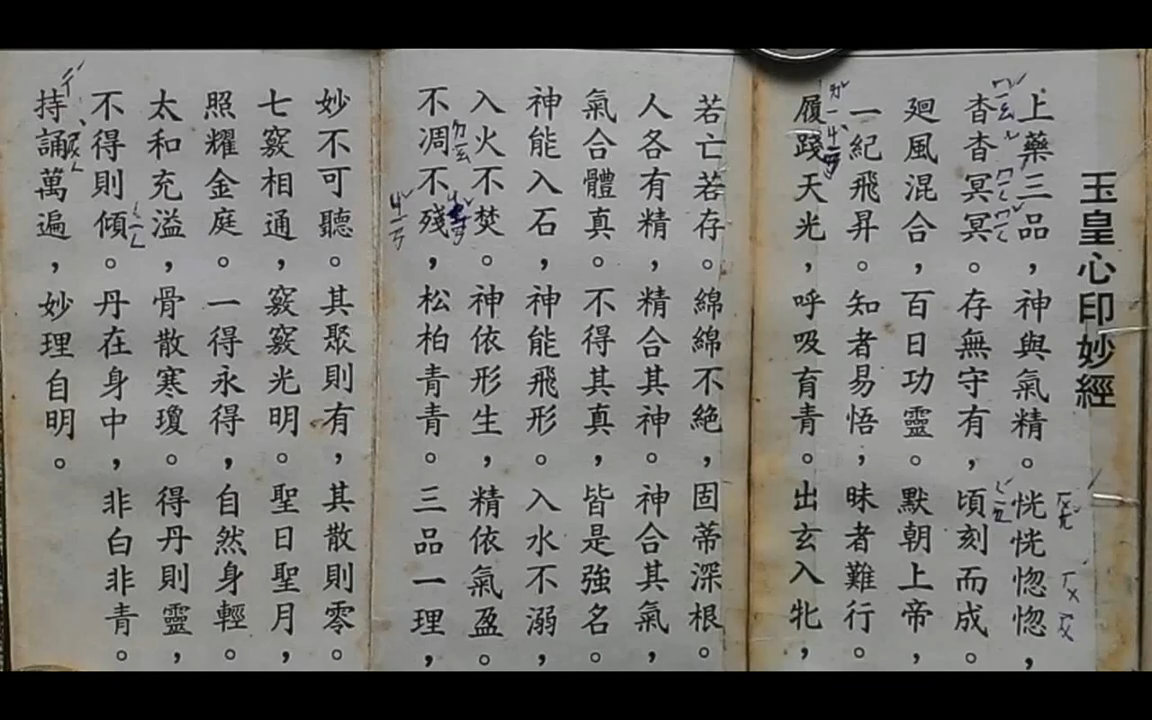 玉皇心印妙經
上藥三品，神與氣精。恍恍惚惚，
杳杳冥冥。存無守有，頃刻而成。
廻風混合，百日功靈。默朝上帝，
一紀飛昇。知者易悟；昧者難行。
履踐天光，呼吸育青。出玄入牝，
若亡若存。綿綿不絕，固蒂深根。
人各有精，精合其神。神合其氣，
氣合體真。不得其真，皆是強名。
神能入石，神能飛形。入水不溺，
入火不焚。神依形生，精依氣盈。
不凋不殘，松柏青青。三品一理，
妙不可聽。其聚則有，其散則零。
七竅相通，竅竅光明。聖日聖月，
照耀金庭。一得永得，自然身輕。
太和充溢，骨散寒瓊。得丹則靈，
不得則傾。丹在身中，非白非青。
持誦萬遍，妙理自明。